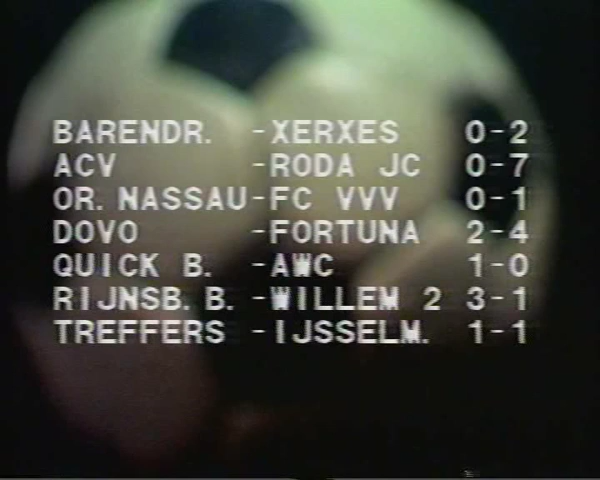 BARENDR. -XERXES 0-2
ACV -RODA JC 0-7
OR. NASSAU-FC VVV 0-1
DOVO -FORTUNA 2-4
QUICK B. -AWC 1-0
RIJNSB. B. -WILLEM 2 3-1
TREFFERS -IJSSELM. 1-1